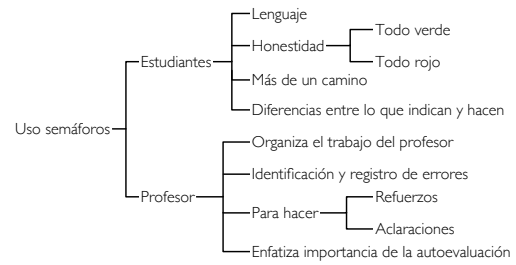 Uso semáforos
Estudiantes
Lenguaje
Honestidad
Todo verde
Todo rojo
Más de un camino
Diferencias entre lo que indican y hacen
Profesor
Organiza el trabajo del profesor
Identificación y registro de errores
Para hacer
Refuerzos
Aclaraciones
Enfatiza importancia de la autoevaluación